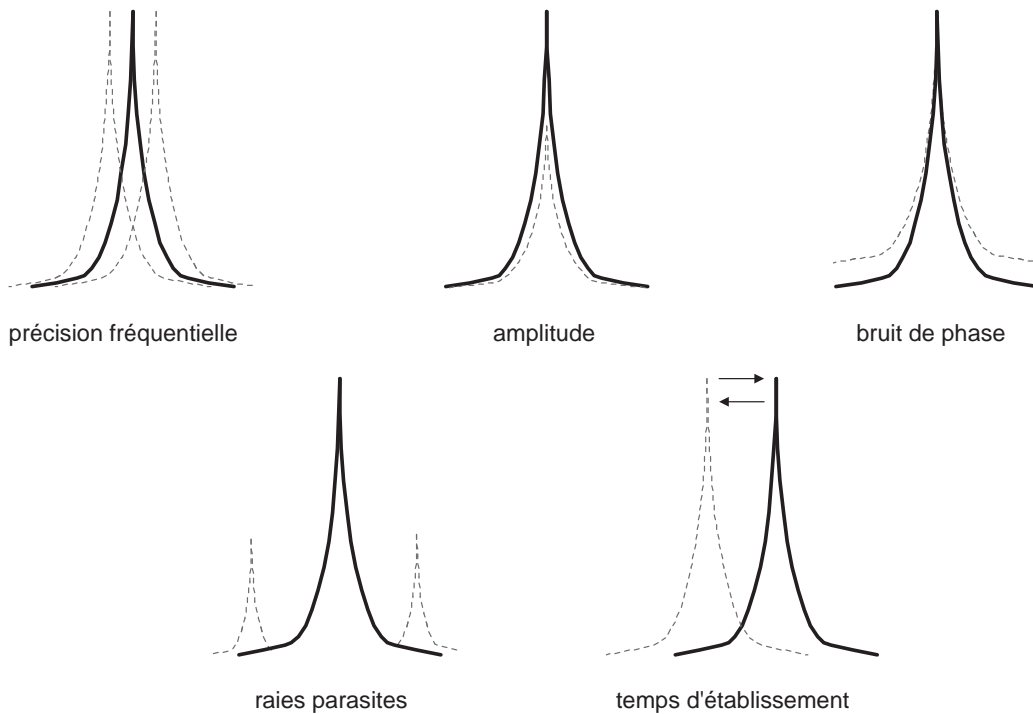 précision fréquentielle
amplitude
bruit de phase
raies parasites
temps d'établissement